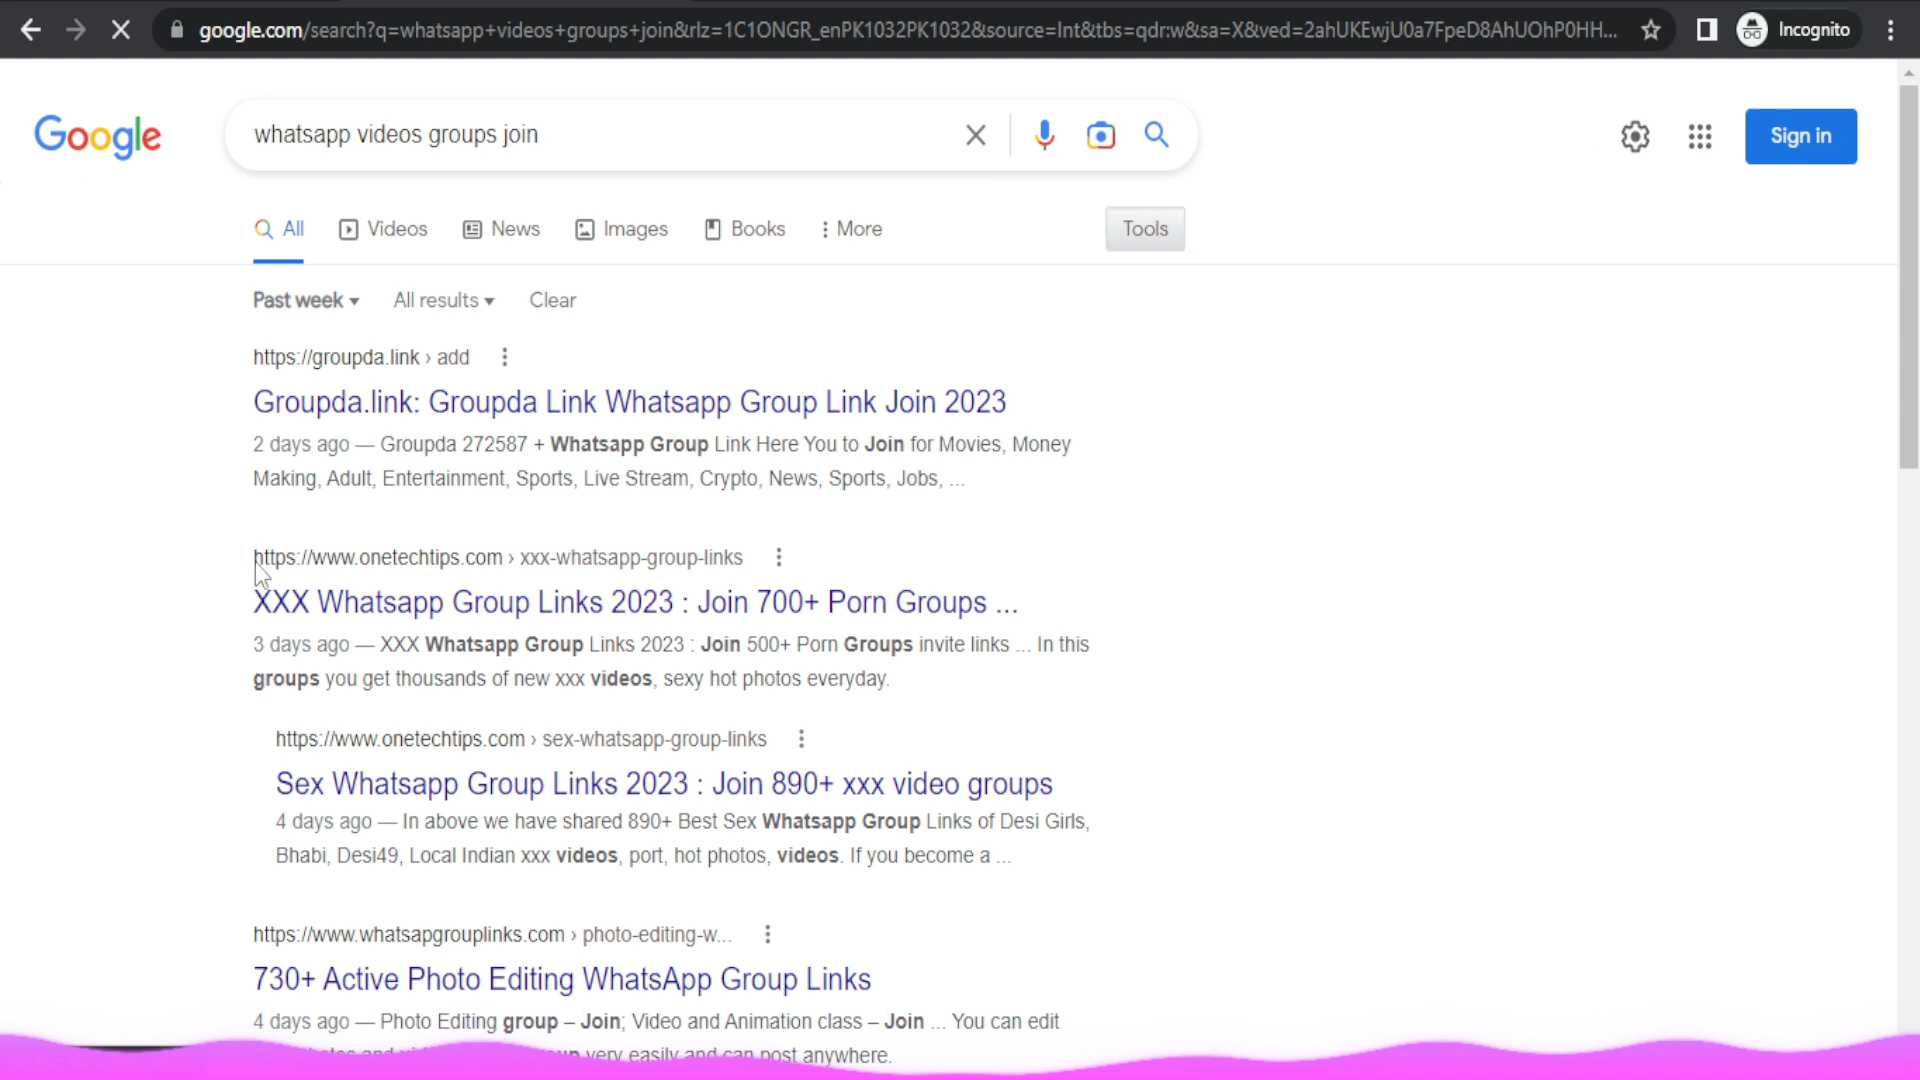 google.com/search?q=whatsapp+videos+groups+join&rlz=1C1ONGR_enPK1032PK1032&source=Int&tbs=qdr:w&sa=X&ved=2ahUKEwjU0a7FpeD8AhUOhP0HH...
Incognito
Google
whatsapp videos groups join
Sign in
All Videos News Images Books More Tools
Past week All results Clear
https://groupda.link › add
Groupda.link: Groupda Link Whatsapp Group Link Join 2023
2 days ago — Groupda 272587 + Whatsapp Group Link Here You to Join for Movies, Money
Making, Adult, Entertainment, Sports, Live Stream, Crypto, News, Sports, Jobs, ...
https://www.onetechtips.com › xxx-whatsapp-group-links
XXX Whatsapp Group Links 2023 : Join 700+ Porn Groups ...
3 days ago — XXX Whatsapp Group Links 2023 : Join 500+ Porn Groups invite links ... In this
groups you get thousands of new xxx videos, sexy hot photos everyday.
https://www.onetechtips.com › sex-whatsapp-group-links
Sex Whatsapp Group Links 2023 : Join 890+ xxx video groups
4 days ago — In above we have shared 890+ Best Sex Whatsapp Group Links of Desi Girls,
Bhabi, Desi49, Local Indian xxx videos, port, hot photos, videos. If you become a ...
https://www.whatsapgrouplinks.com › photo-editing-w...
730+ Active Photo Editing WhatsApp Group Links
4 days ago — Photo Editing group – Join; Video and Animation class – Join ... You can edit
very easily and can post anywhere.